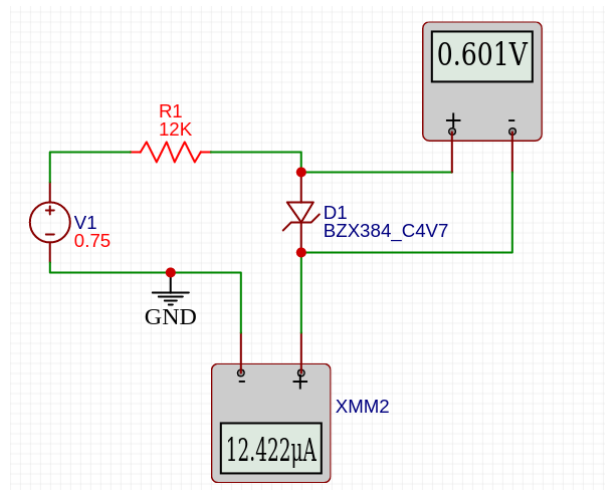 0.601V
+ -
R1
12K
D1
BZX384_C4V7
+
V1
-
0.75
GND
- +
XMM2
12.422μA